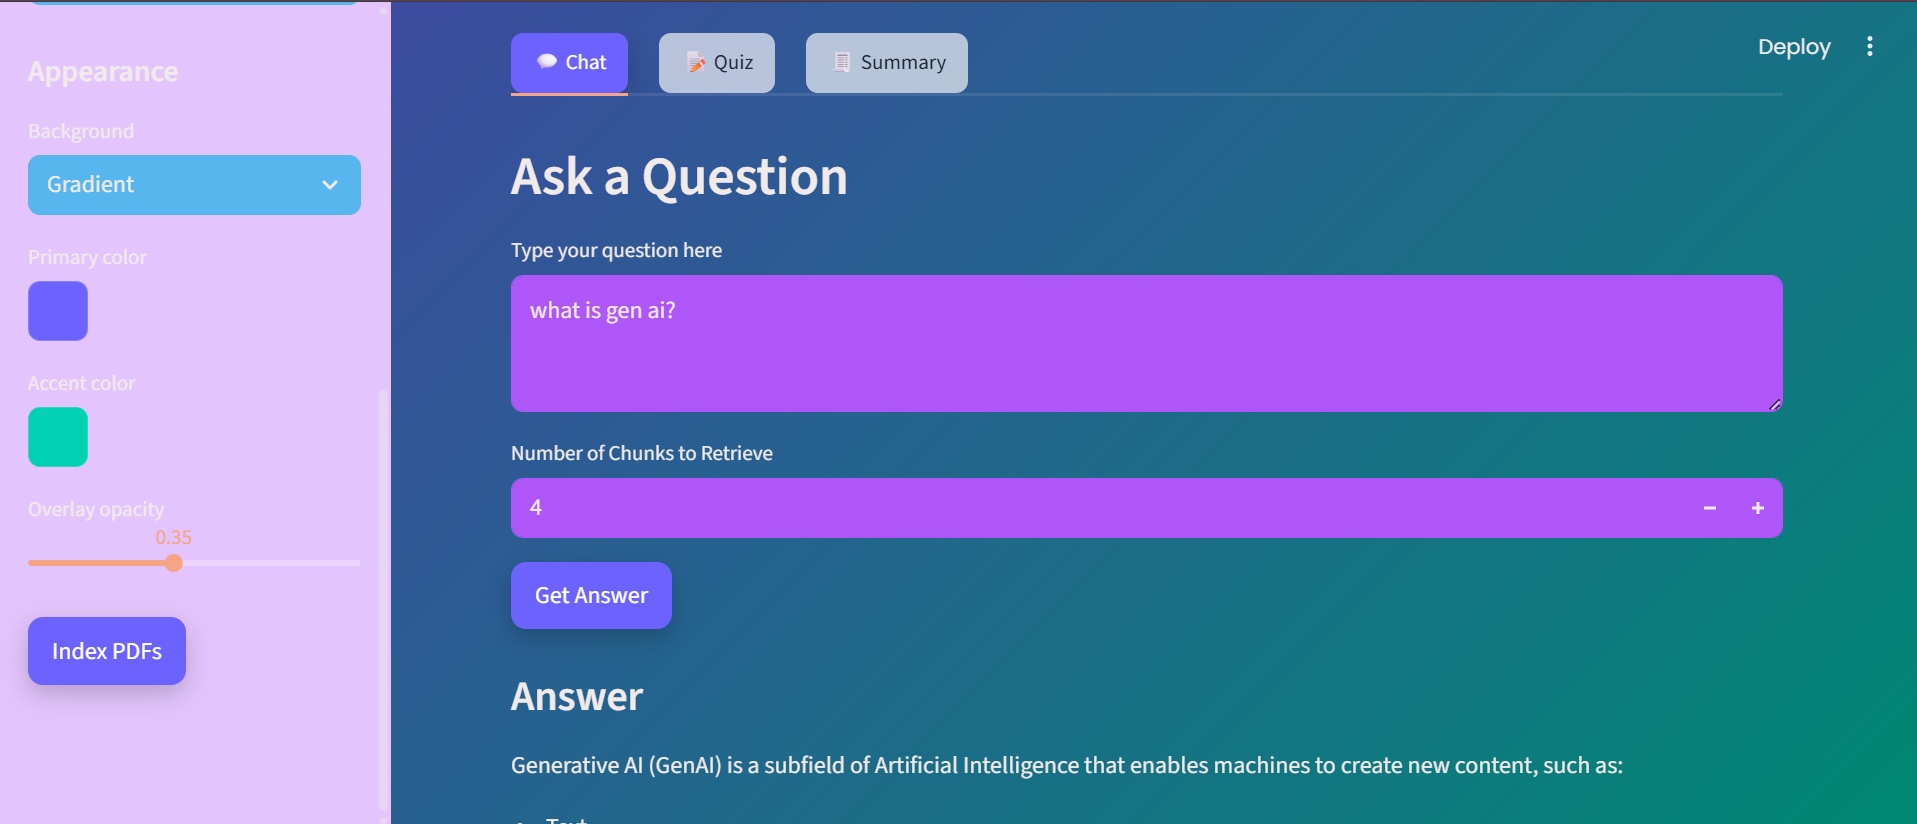 Appearance
Background
Gradient
Primary color
Accent color
Overlay opacity
0.35
Index PDFs
Chat
Quiz
Summary
Deploy
Ask a Question
Type your question here
what is gen ai?
Number of Chunks to Retrieve
4
Get Answer
Answer
Generative AI (GenAI) is a subfield of Artificial Intelligence that enables machines to create new content, such as:
Text